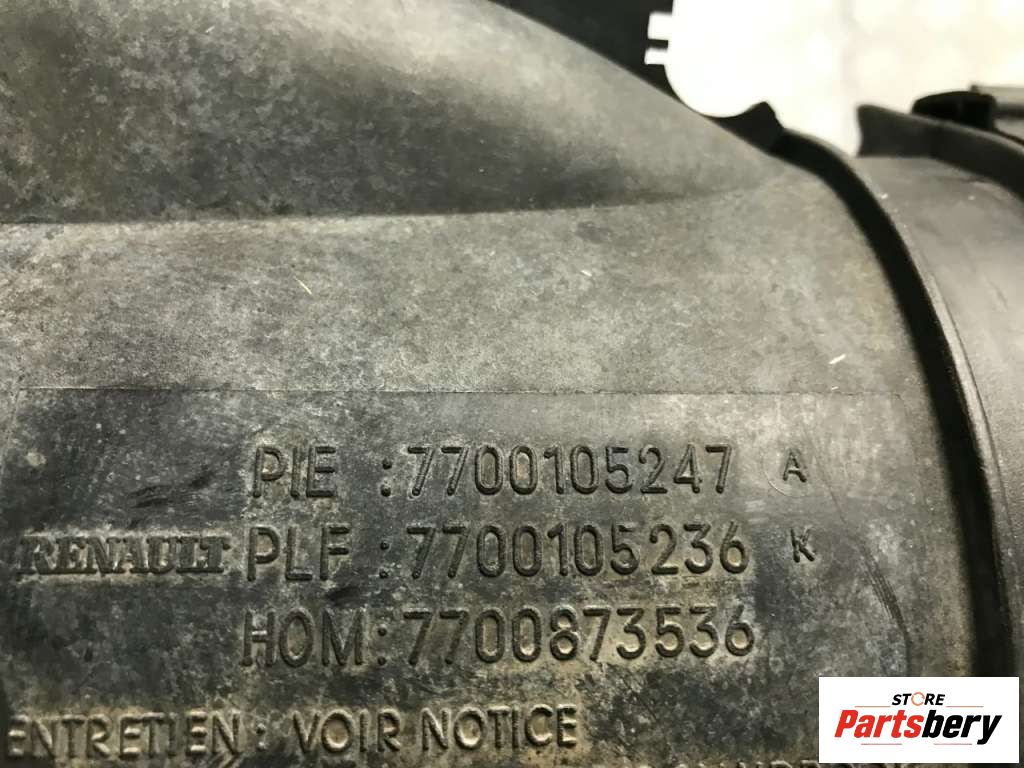 PIE :7700105247 A
RENAULT PLF :7700105236 K
HOM:7700873536
ENTRETIEN : VOIR NOTICE
STORE
Partsbery